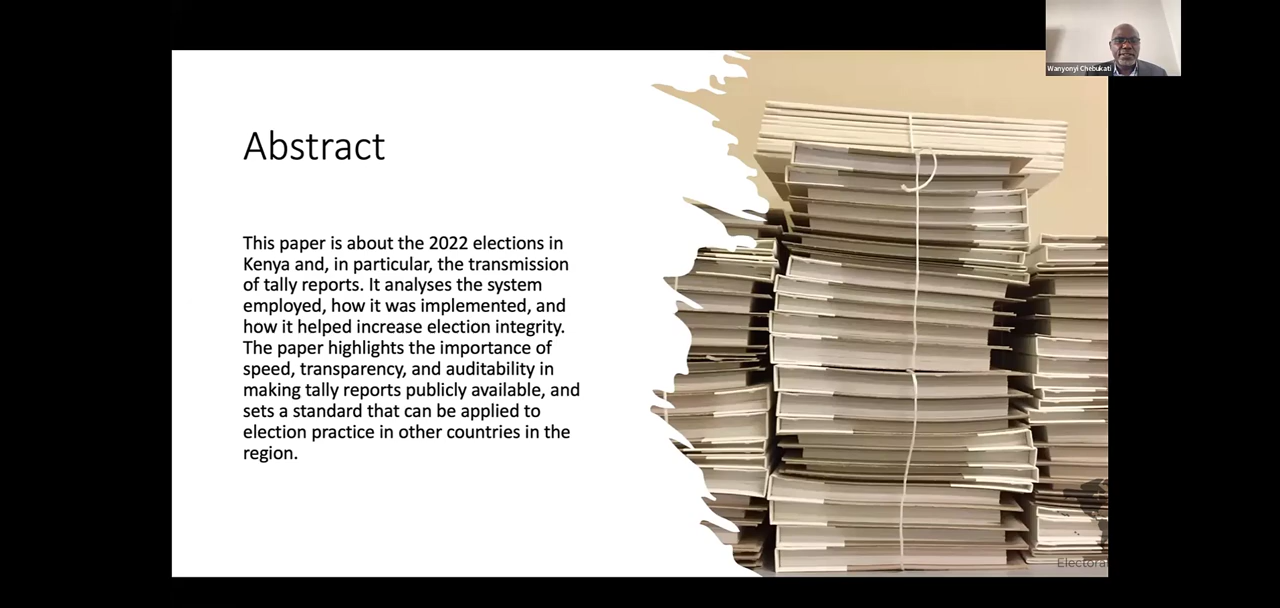 Wanyonyi Chebukati
Abstract
This paper is about the 2022 elections in
Kenya and, in particular, the transmission
of tally reports. It analyses the system
employed, how it was implemented, and
how it helped increase election integrity.
The paper highlights the importance of
speed, transparency, and auditability in
making tally reports publicly available, and
sets a standard that can be applied to
election practice in other countries in the
region.
Electora